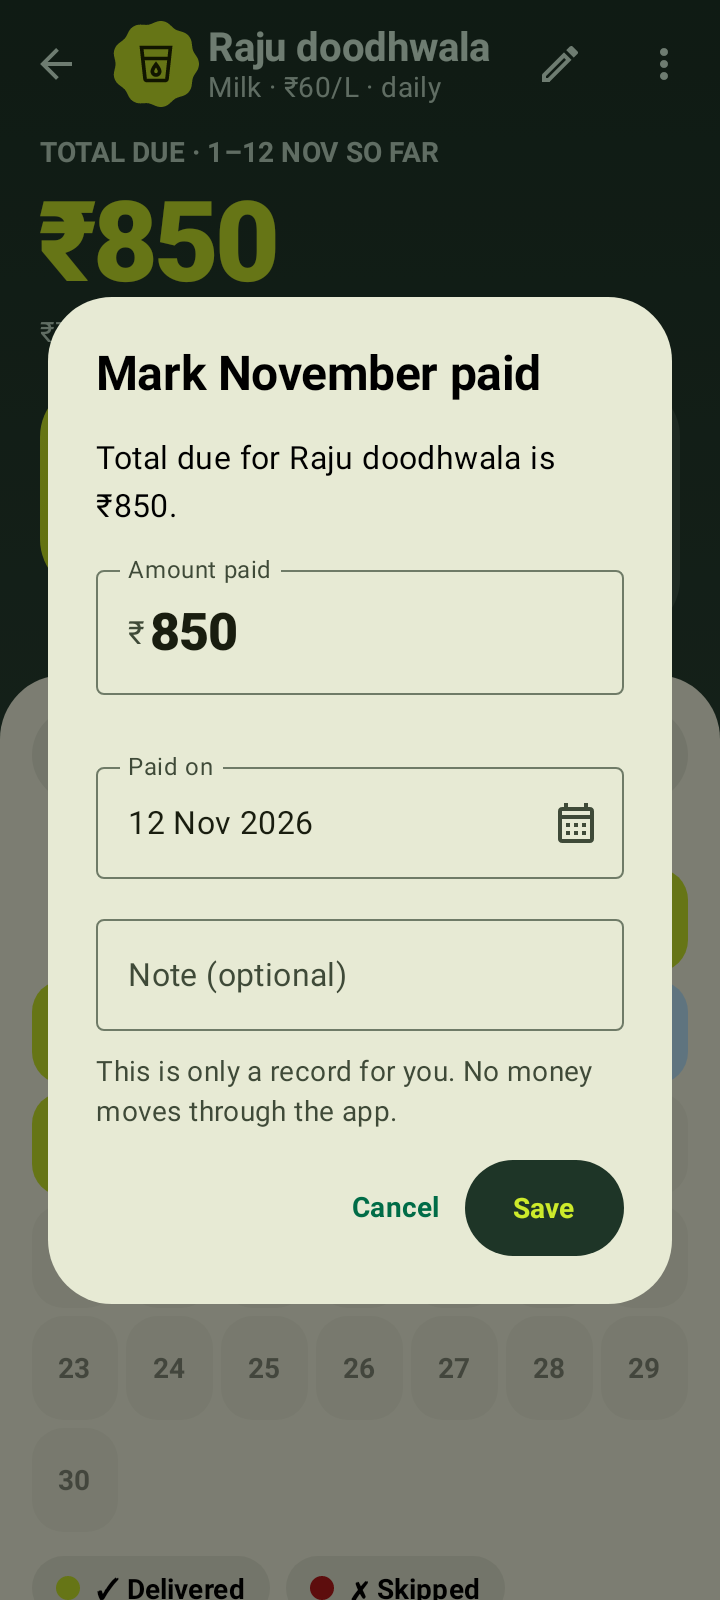 Raju doodhwala
Milk · ₹60/L · daily
TOTAL DUE · 1–12 NOV SO FAR
₹850
Mark November paid
Total due for Raju doodhwala is
₹850.
Amount paid
₹ 850
Paid on
12 Nov 2026
Note (optional)
This is only a record for you. No money
moves through the app.
Cancel Save
23 24 25 26 27 28 29
30
✓ Delivered ✗ Skipped